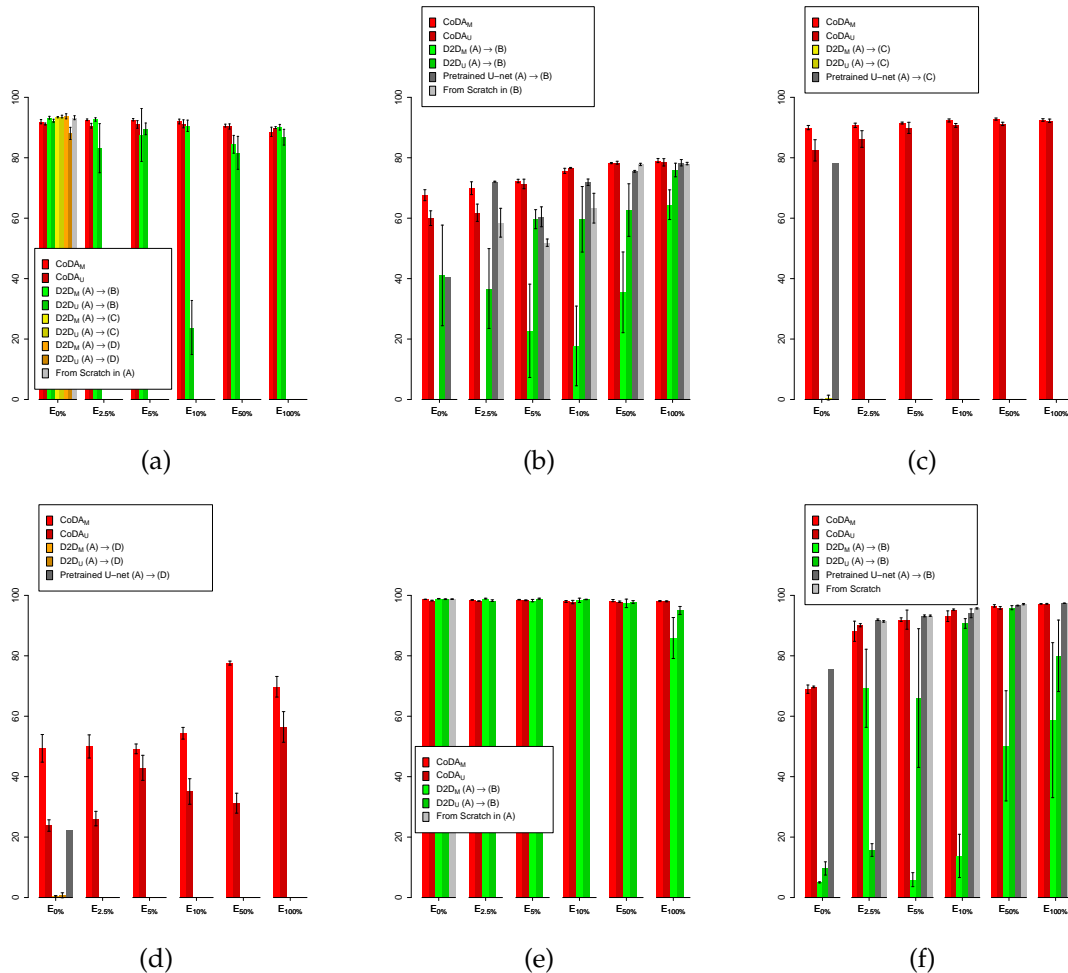 CoDA_M
CoDA_U
D2D_M (A) → (B)
D2D_U (A) → (B)
D2D_M (A) → (C)
D2D_U (A) → (C)
D2D_M (A) → (D)
D2D_U (A) → (D)
From Scratch in (A)
0 20 40 60 80 100
E0% E2.5% E5% E10% E50% E100%
(a)
CoDA_M
CoDA_U
D2D_M (A) → (B)
D2D_U (A) → (B)
Pretrained U−net (A) → (B)
From Scratch in (B)
0 20 40 60 80 100
E0% E2.5% E5% E10% E50% E100%
(b)
CoDA_M
CoDA_U
D2D_M (A) → (C)
D2D_U (A) → (C)
Pretrained U−net (A) → (C)
0 20 40 60 80 100
E0% E2.5% E5% E10% E50% E100%
(c)
CoDA_M
CoDA_U
D2D_M (A) → (D)
D2D_U (A) → (D)
Pretrained U−net (A) → (D)
0 20 40 60 80 100
E0% E2.5% E5% E10% E50% E100%
(d)
CoDA_M
CoDA_U
D2D_M (A) → (B)
D2D_U (A) → (B)
From Scratch in (A)
0 20 40 60 80 100
E0% E2.5% E5% E10% E50% E100%
(e)
CoDA_M
CoDA_U
D2D_M (A) → (B)
D2D_U (A) → (B)
Pretrained U−net (A) → (B)
From Scratch
0 20 40 60 80 100
E0% E2.5% E5% E10% E50% E100%
(f)